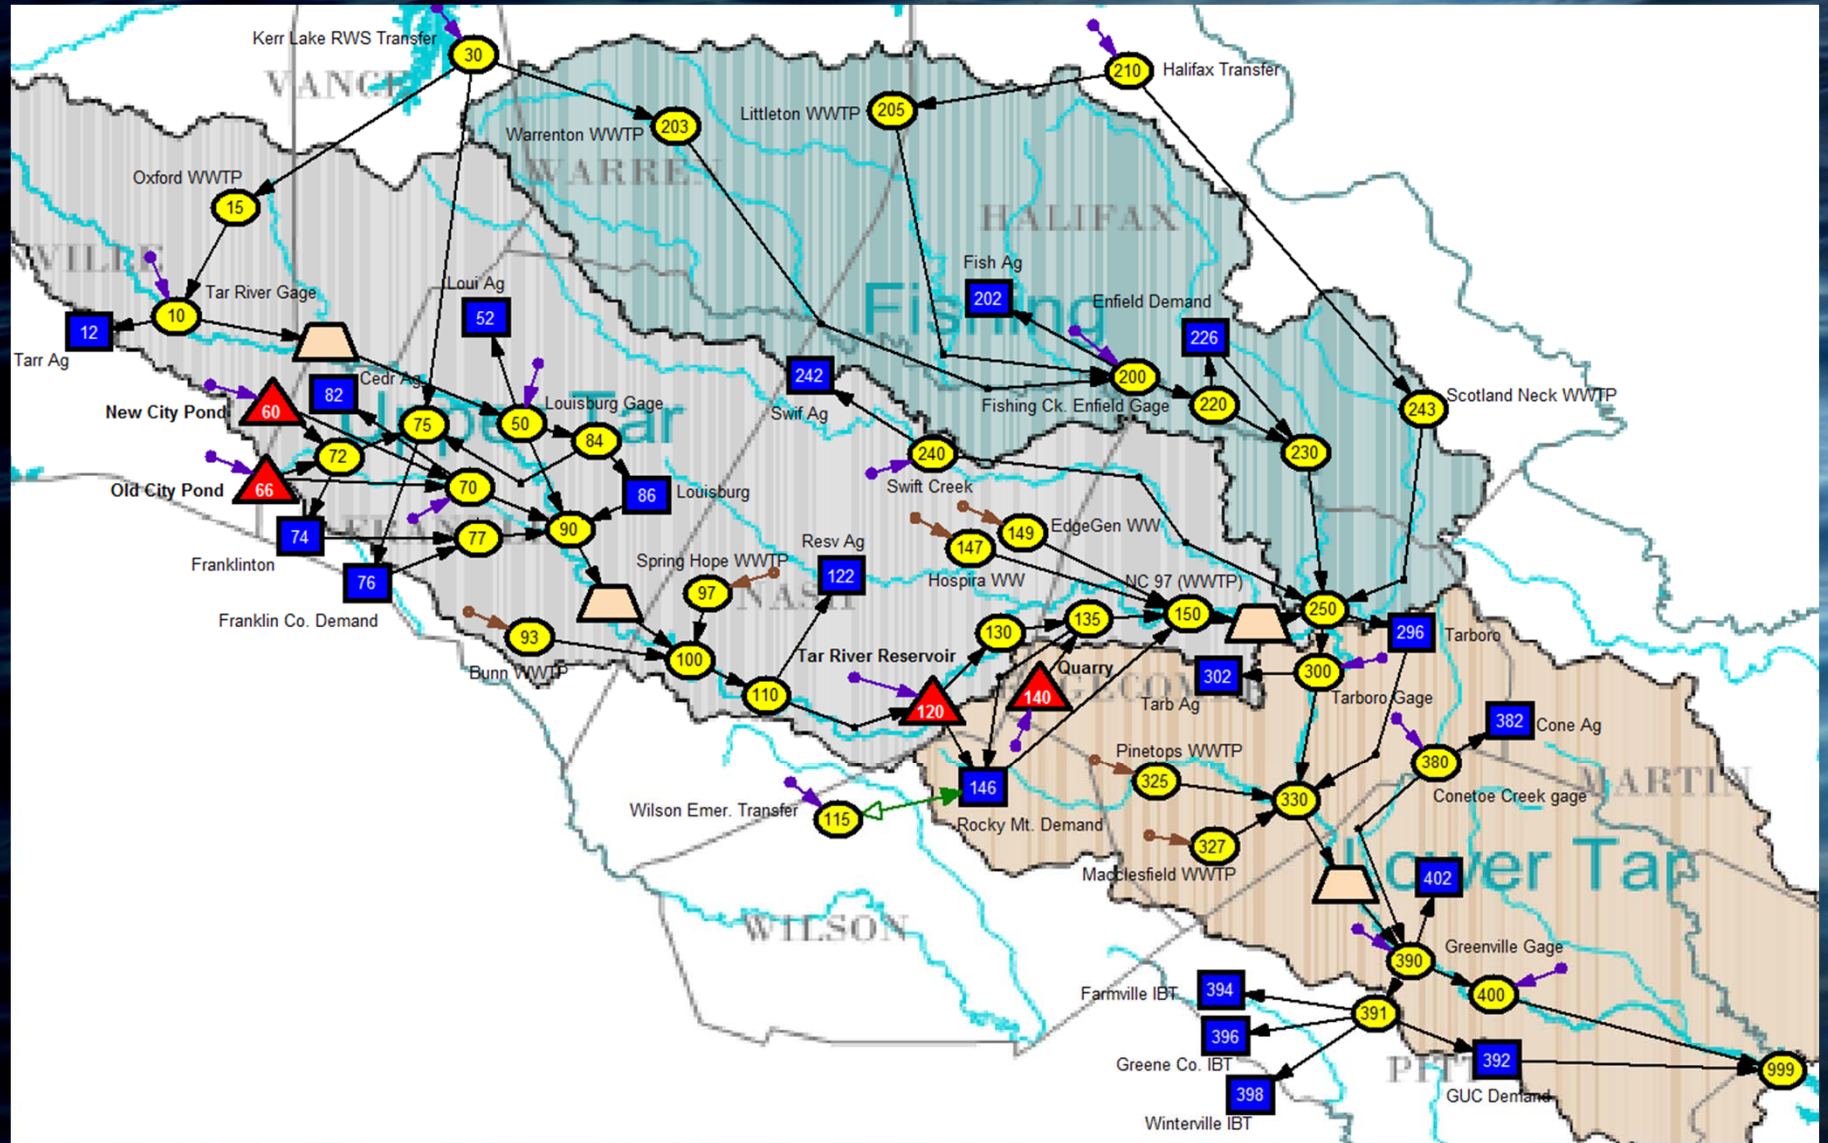 Kerr Lake RWS Transfer
30
210
Halifax Transfer
VANCE
Littleton WWTP
205
Warrenton WWTP
203
WARREN
Oxford WWTP
15
HALIFAX
Fish Ag
Loui Ag
Tar River Gage
10
12
Tarr Ag
52
202
Fishing
Enfield Demand
226
242
Swif Ag
200
Fishing Ck. Enfield Gage
220
243
Scotland Neck WWTP
Cedr Ag
82
New City Pond
60
Upper Tar
75
50
Louisburg Gage
84
72
240
Swift Creek
230
Old City Pond
66
70
86
Louisburg
74
Franklinton
FRANKLIN
77
90
149
EdgeGen WW
147
Hospira WW
76
Franklin Co. Demand
Spring Hope WWTP
97
NASH
Resv Ag
122
NC 97 (WWTP)
150
250
296
Tarboro
93
Bunn WWTP
100
130
135
Tar River Reservoir
Quarry
110
120
140
EDGECOMBE
302
Tarb Ag
300
Tarboro Gage
382
Cone Ag
Pinetops WWTP
325
380
Conetoe Creek gage
MARTIN
Wilson Emer. Transfer
115
146
Rocky Mt. Demand
330
327
Macclesfield WWTP
Lower Tar
402
WILSON
390
Greenville Gage
400
Farmville IBT
394
391
396
Greene Co. IBT
PITT
392
GUC Demand
999
398
Winterville IBT